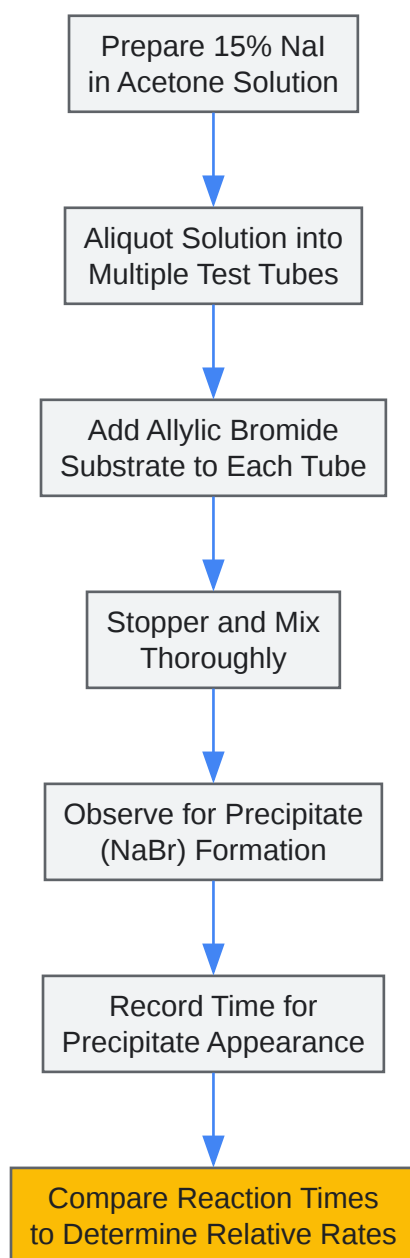 Prepare 15% NaI
in Acetone Solution
Aliquot Solution into
Multiple Test Tubes
Add Allylic Bromide
Substrate to Each Tube
Stopper and Mix
Thoroughly
Observe for Precipitate
(NaBr) Formation
Record Time for
Precipitate Appearance
Compare Reaction Times
to Determine Relative Rates